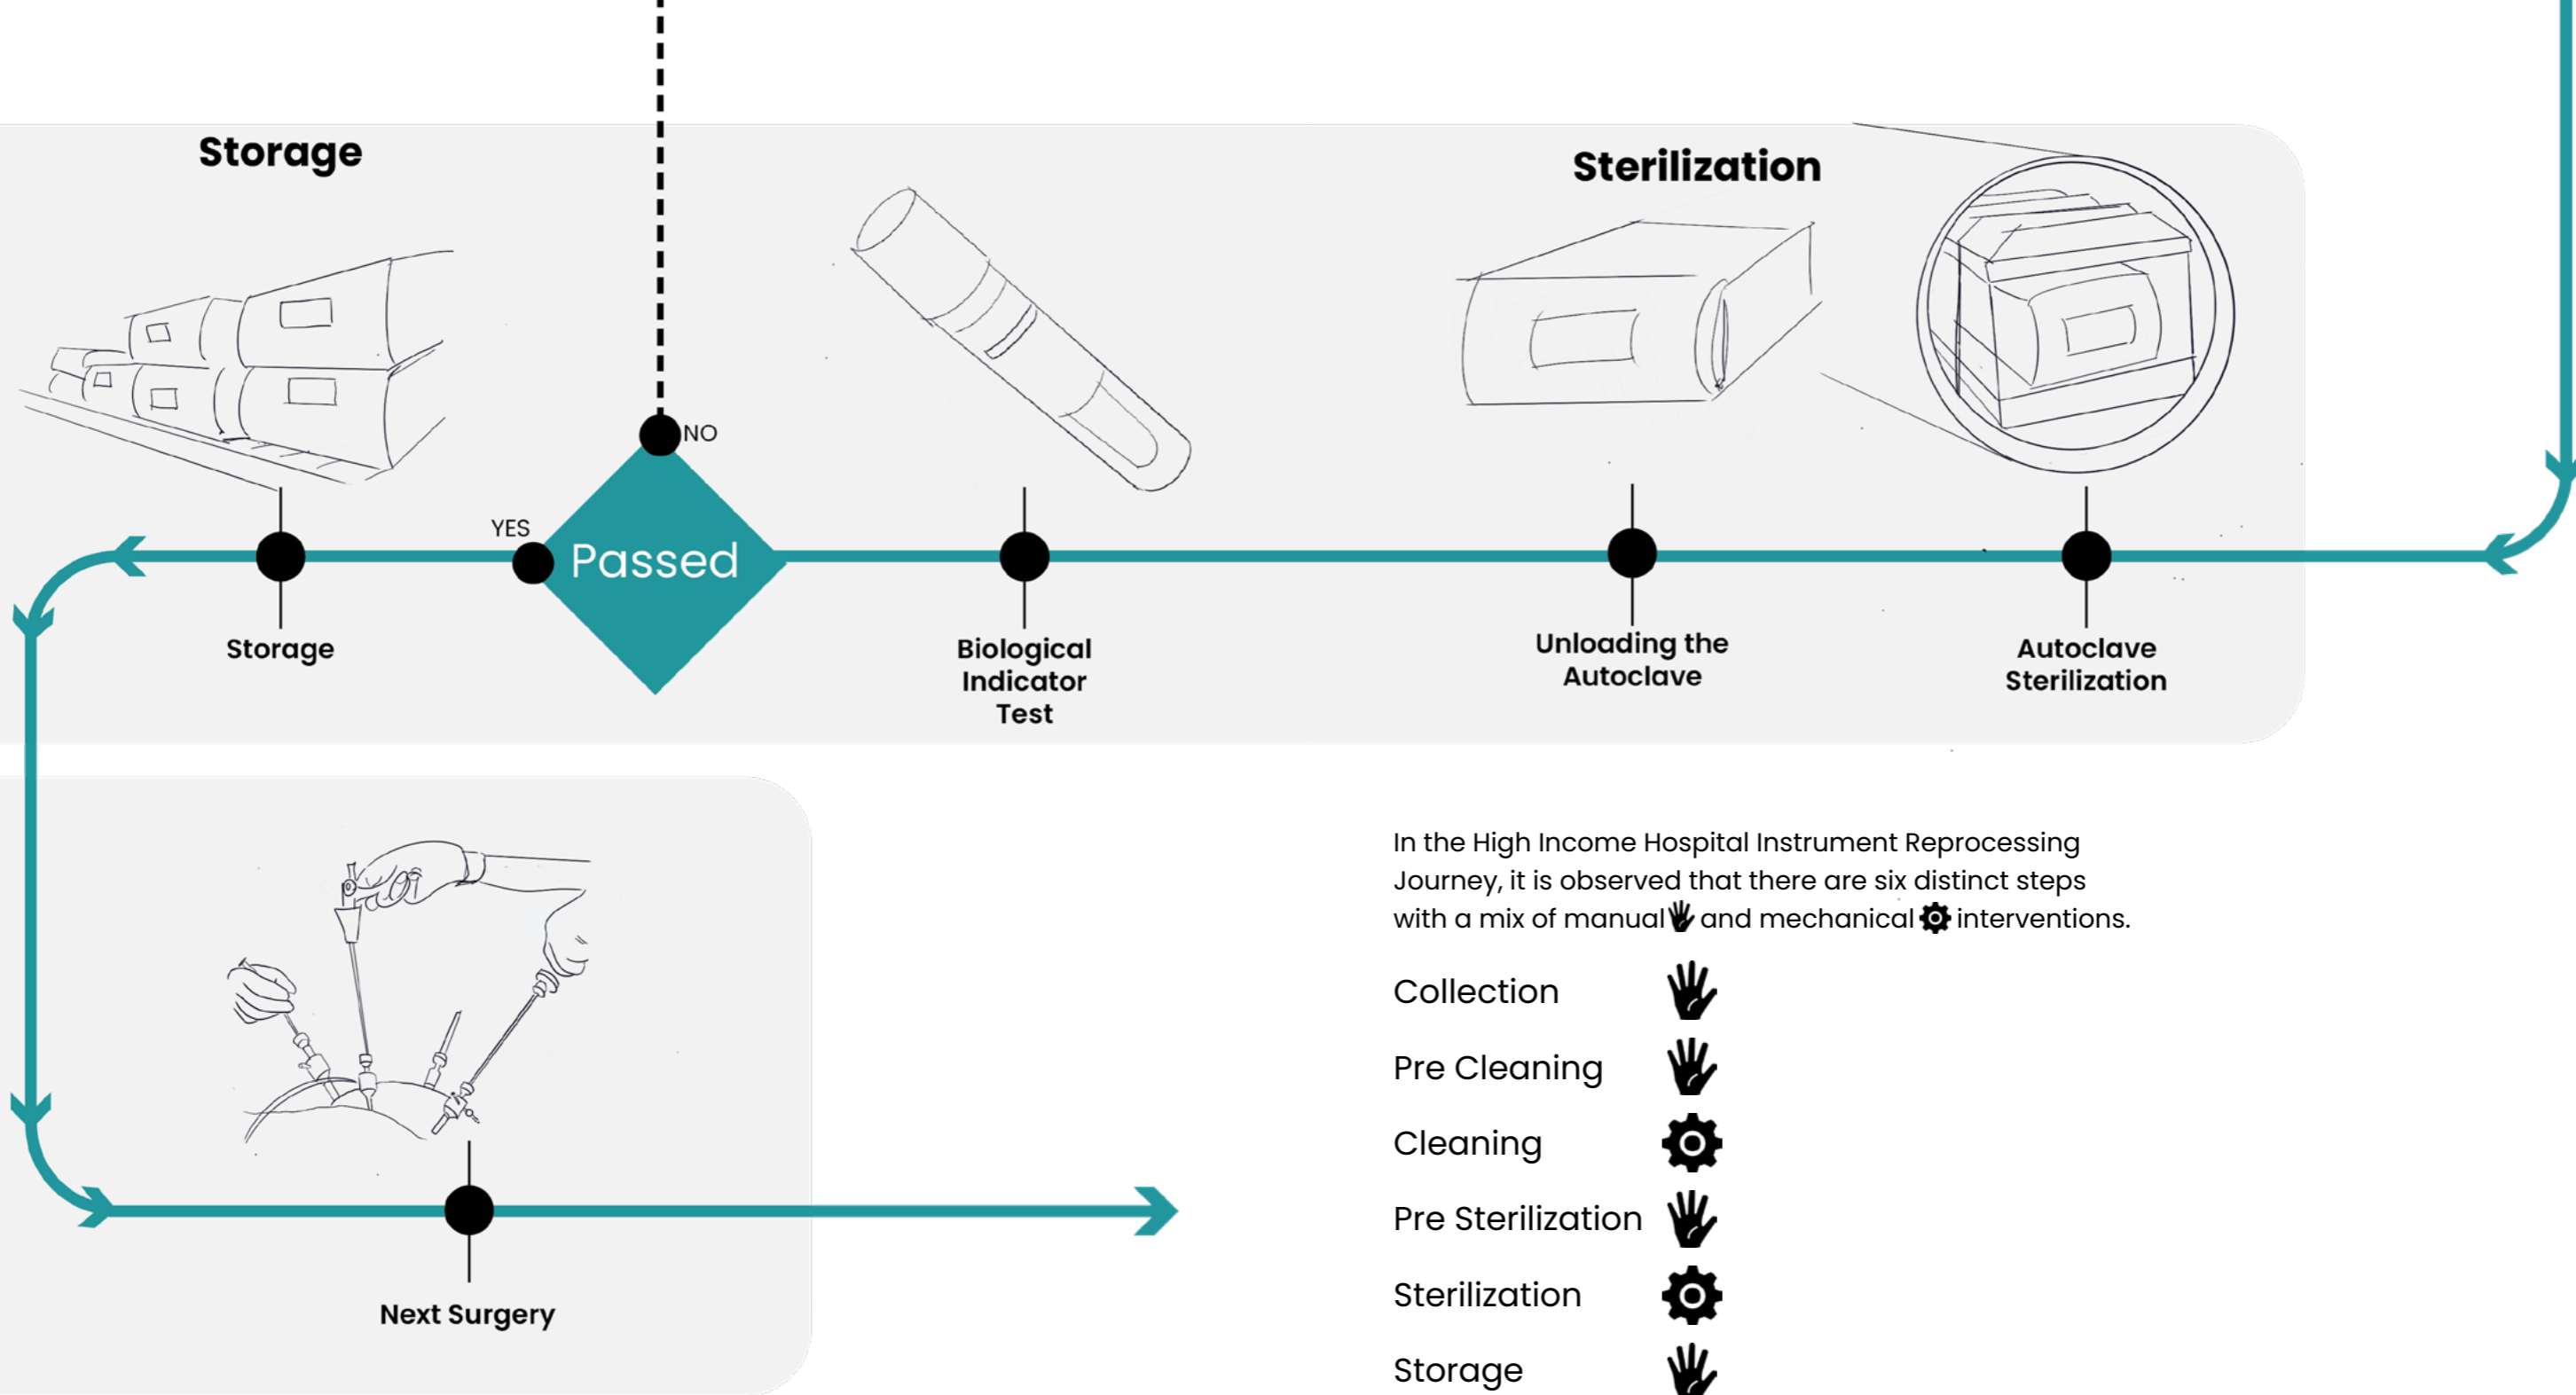 Storage
Sterilization
NO
YES
Passed
Storage
Biological
Indicator
Test
Unloading the
Autoclave
Autoclave
Sterilization
Next Surgery
In the High Income Hospital Instrument Reprocessing
Journey, it is observed that there are six distinct steps
with a mix of manual and mechanical interventions.
Collection
Pre Cleaning
Cleaning
Pre Sterilization
Sterilization
Storage